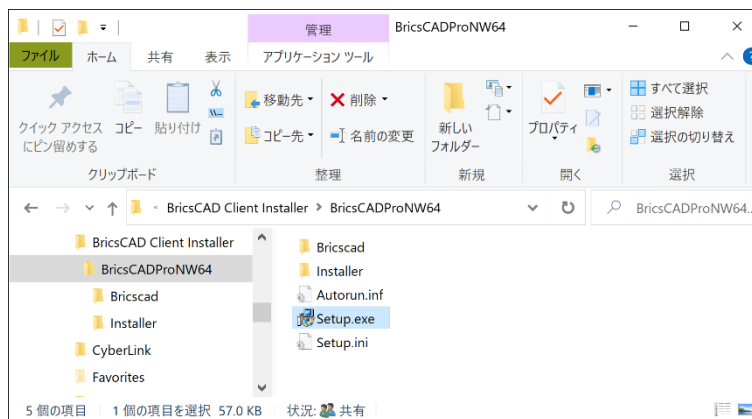 管理
BricsCADProNW64
ファイル ホーム 共有 表示 アプリケーション ツール
クイック アクセス
にピン留めする
コピー
貼り付け
移動先
コピー先
削除
名前の変更
新しい
フォルダー
プロパティ
すべて選択
選択解除
選択の切り替え
クリップボード 整理 新規 開く 選択
BricsCAD Client Installer > BricsCADProNW64
BricsCADProNW64..
BricsCAD Client Installer
BricsCADProNW64
Bricscad
Installer
CyberLink
Favorites
Bricscad
Installer
Autorun.inf
Setup.exe
Setup.ini
5 個の項目 1 個の項目を選択 57.0 KB 状況: 共有